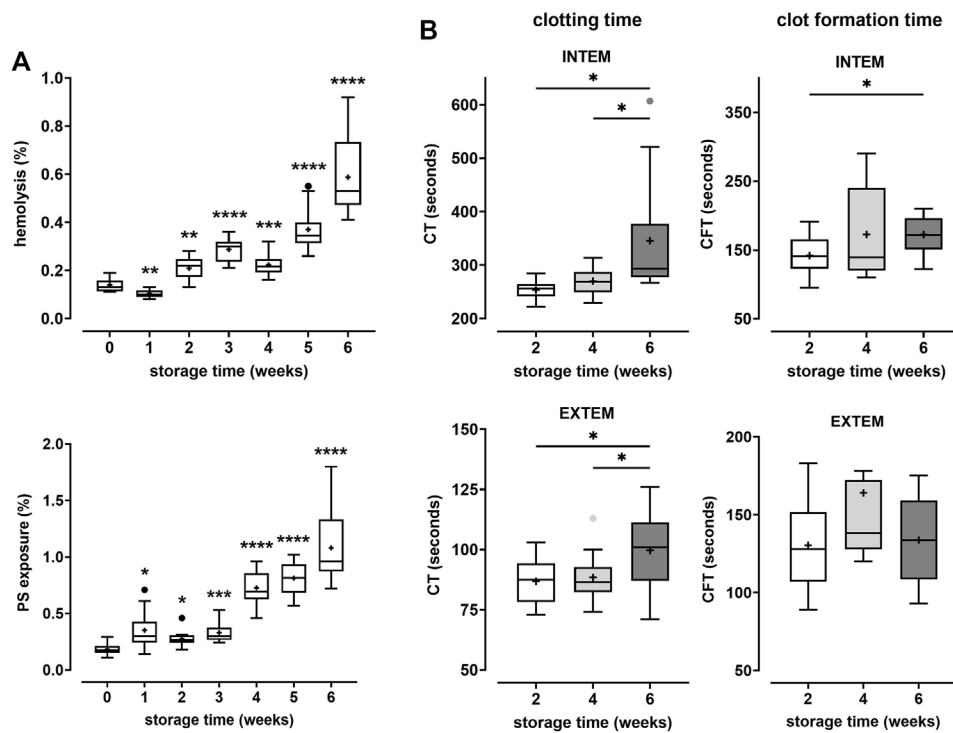 A
hemolysis (%)
1.0
0.8
0.6
0.4
0.2
0.0
**
**
****
***
****
****
0 1 2 3 4 5 6
storage time (weeks)
PS exposure (%)
2.0
1.5
1.0
0.5
0.0
*
*
***
****
****
****
0 1 2 3 4 5 6
storage time (weeks)
B
clotting time
INTEM
CT (seconds)
600
500
400
300
200
*
*
2 4 6
storage time (weeks)
clot formation time
INTEM
CFT (seconds)
350
250
150
50
*
2 4 6
storage time (weeks)
EXTEM
CT (seconds)
150
125
100
75
50
*
*
2 4 6
storage time (weeks)
EXTEM
CFT (seconds)
200
150
100
50
2 4 6
storage time (weeks)